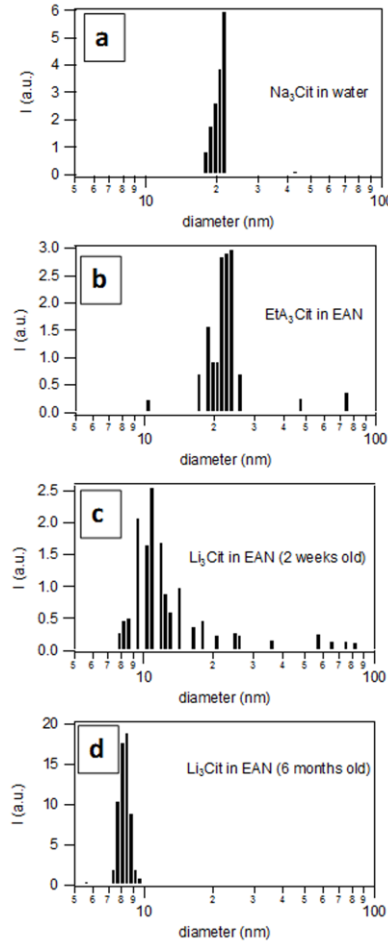 a
6
5
4
3
2
1
0
I (a.u.)
Na₃Cit in water
5 6 7 8 9 10 2 3 4 5 6 7 8 9 100
diameter (nm)
b
3.0
2.5
2.0
1.5
1.0
0.5
0.0
I (a.u.)
EtA₃Cit in EAN
5 6 7 8 9 10 2 3 4 5 6 7 8 9 100
diameter (nm)
c
2.5
2.0
1.5
1.0
0.5
0.0
I (a.u.)
Li₃Cit in EAN (2 weeks old)
5 6 7 8 9 10 2 3 4 5 6 7 8 9 100
diameter (nm)
d
20
15
10
5
0
I (a.u.)
Li₃Cit in EAN (6 months old)
5 6 7 8 9 10 2 3 4 5 6 7 8 9 100
diameter (nm)